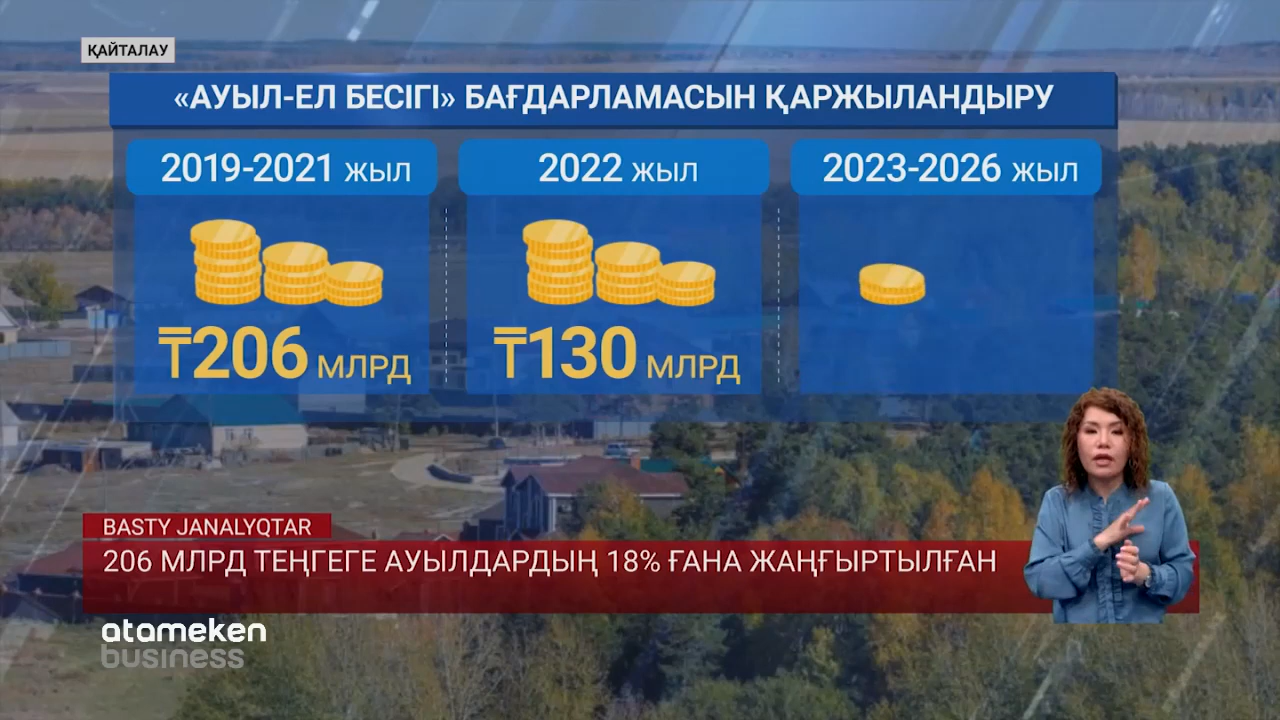 ҚАЙТАЛАУ
«АУЫЛ-ЕЛ БЕСІГІ» БАҒДАРЛАМАСЫН ҚАРЖЫЛАНДЫРУ
2019-2021 жыл
2022 жыл
2023-2026 жыл
₸206 МЛРД
₸130 МЛРД
BASTY JANALYQTAR
206 МЛРД ТЕҢГЕГЕ АУЫЛДАРДЫҢ 18% ҒАНА ЖАҢҒЫРТЫЛҒАН
atameken
business